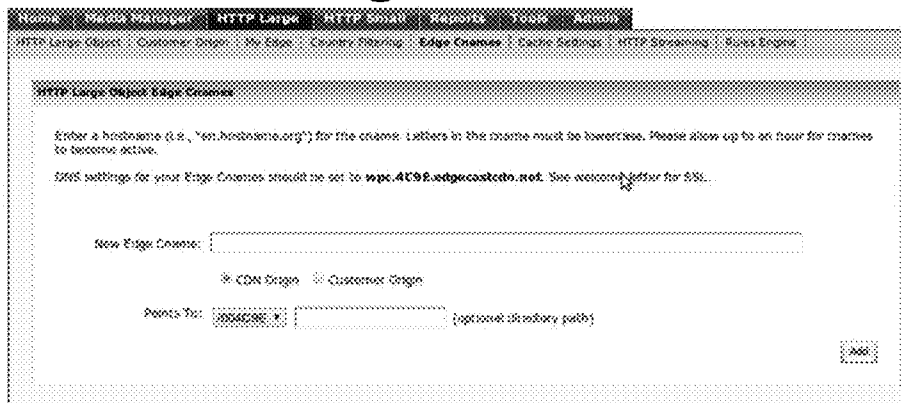 Home Media Manager HTTP Large HTTP Small Reports Tools Admin
HTTP Large Object Customer Origin My Edge Country Filtering Edge Cnames Cache Settings HTTP Streaming Rules Engine
HTTP Large Object Edge Cnames
Enter a hostname (i.e., "en.hostname.org") for the cname. Letters in the cname must be lowercase. Please allow up to an hour for cnames
to become active.
DNS settings for your Edge Cnames should be set to wpc.4C9E.edgecastcdn.net. See welcome letter for SSL.
New Edge Cname:
CDN Origin Customer Origin
Points To: (optional directory path)
Add